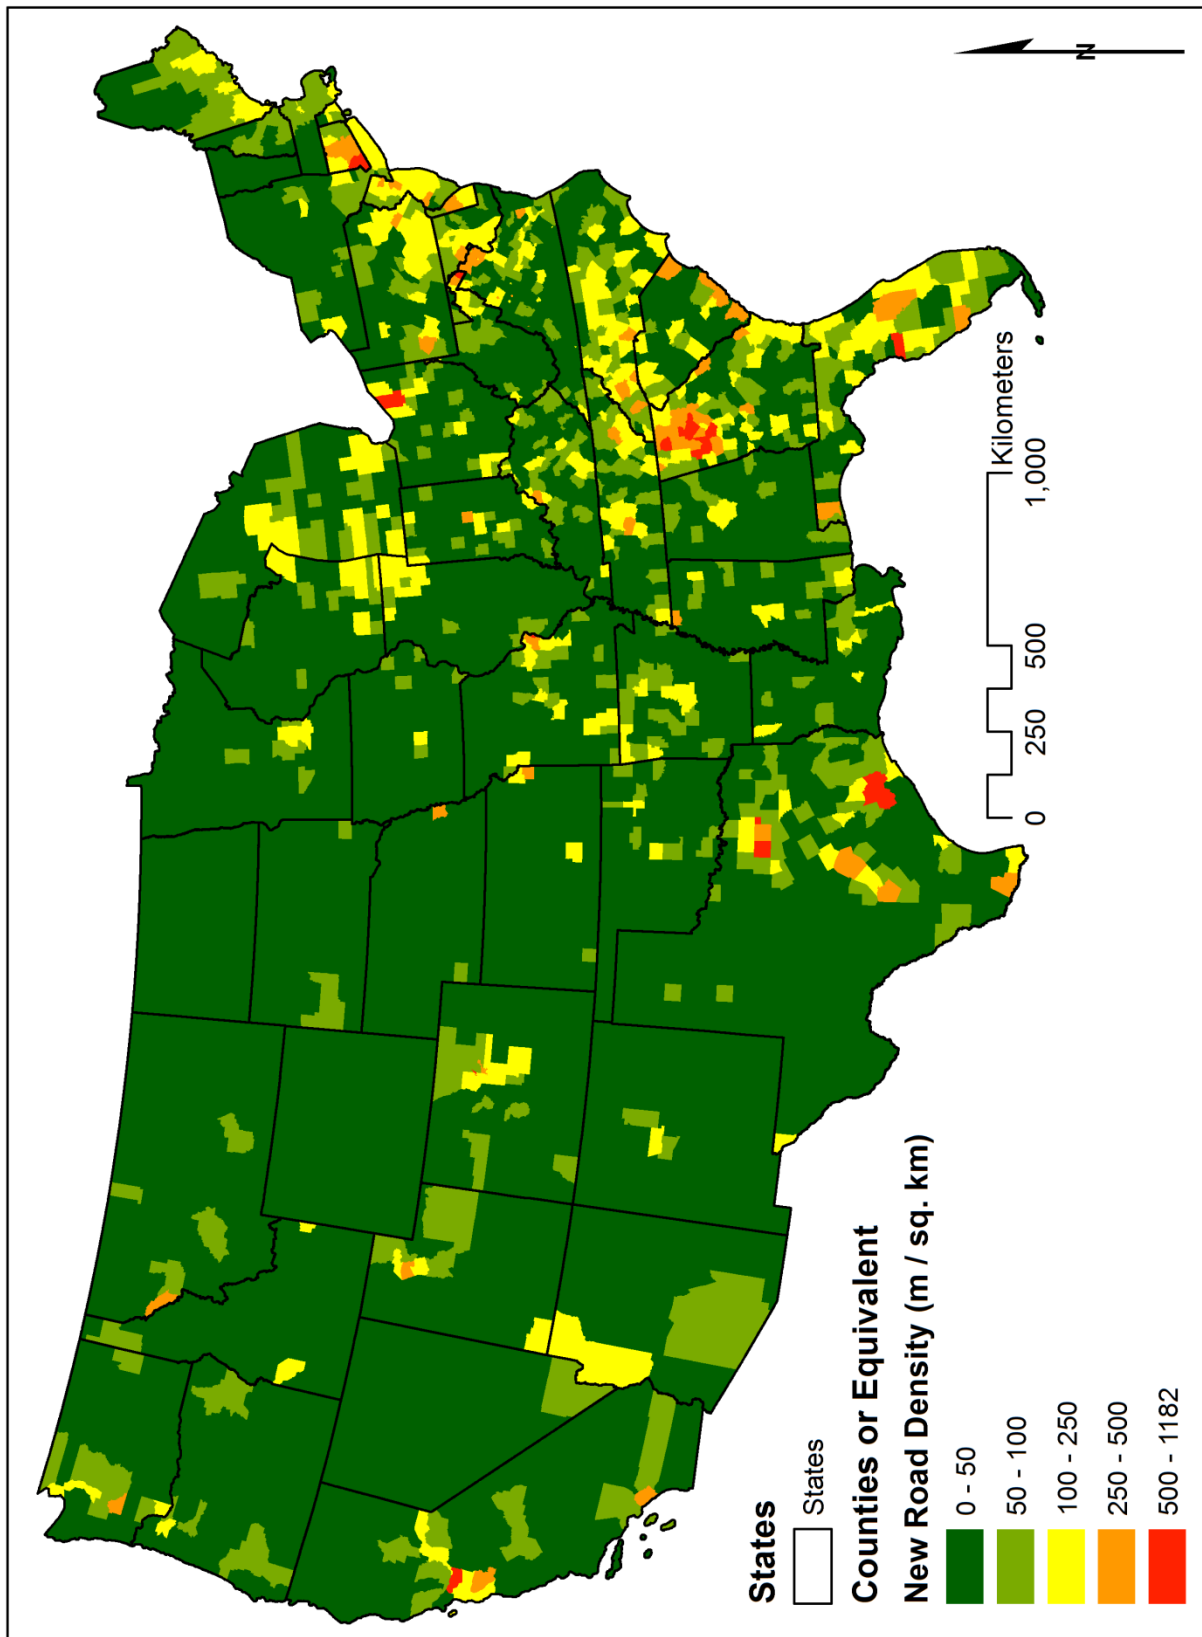 States
States
Counties or Equivalent
New Road Density (m / sq. km)
0 - 50
50 - 100
100 - 250
250 - 500
500 - 1182
0 250 500 1,000
Kilometers
N